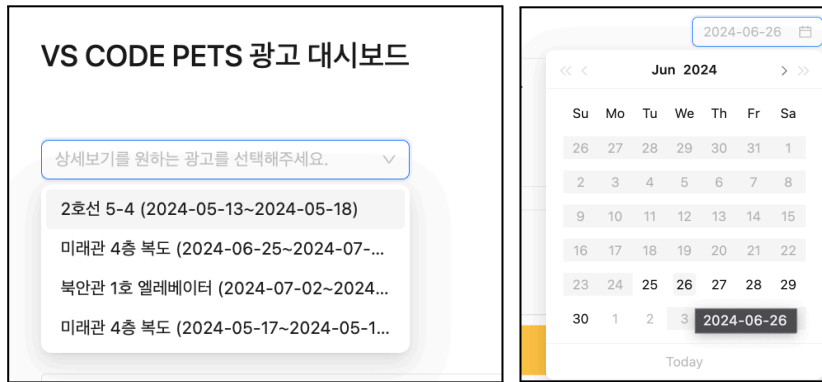 VS CODE PETS 광고 대시보드
상세보기를 원하는 광고를 선택해주세요.
2호선 5-4 (2024-05-13~2024-05-18)
미래관 4층 복도 (2024-06-25~2024-07-...
북안관 1호 엘레베이터 (2024-07-02~2024...
미래관 4층 복도 (2024-05-17~2024-05-1...
2024-06-26
Jun 2024
Su Mo Tu We Th Fr Sa
26 27 28 29 30 31 1
2 3 4 5 6 7 8
9 10 11 12 13 14 15
16 17 18 19 20 21 22
23 24 25 26 27 28 29
30 1 2 3 2024-06-26
Today